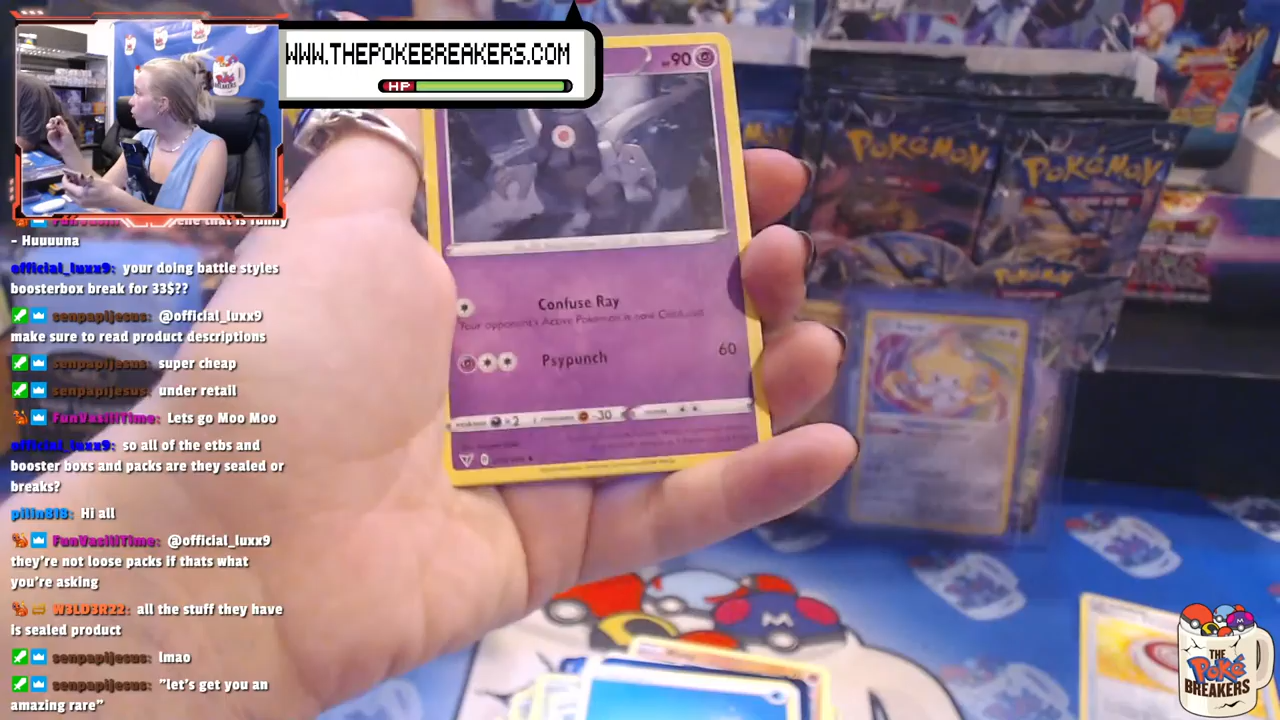 WWW.THEPOKEBREAKERS.COM
HP
90
Pokémon
Pokémon
Pokémon
Confuse Ray
Your opponent's Active Pokémon is now Confused.
Psypunch 60
weakness ×2 resistance -30
- Huuuuna
official_luxx9: your doing battle styles
boosterbox break for 33$??
senpapijesus: @official_luxx9
make sure to read product descriptions
senpapijesus: super cheap
senpapijesus: under retail
FunVasiliTime: Lets go Moo Moo
official_luxx9: so all of the etbs and
booster boxs and packs are they sealed or
breaks?
pilin818: Hi all
FunVasiliTime: @official_luxx9
they're not loose packs if thats what
you're asking
W3LD3R22: all the stuff they have
is sealed product
senpapijesus: lmao
senpapijesus: "let's get you an
amazing rare"
THE
Poké
BREAKERS